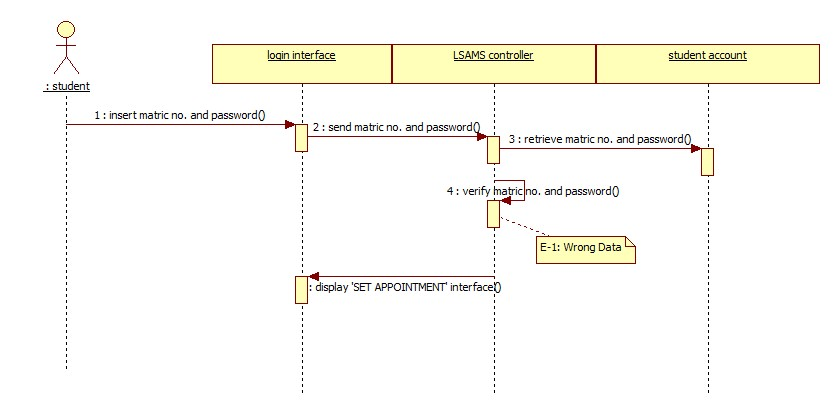 login interface
LSAMS controller
student account
: student
1 : insert matric no. and password()
2 : send matric no. and password()
3 : retrieve matric no. and password()
4 : verify matric no. and password()
E-1: Wrong Data
: display 'SET APPOINTMENT' interface()